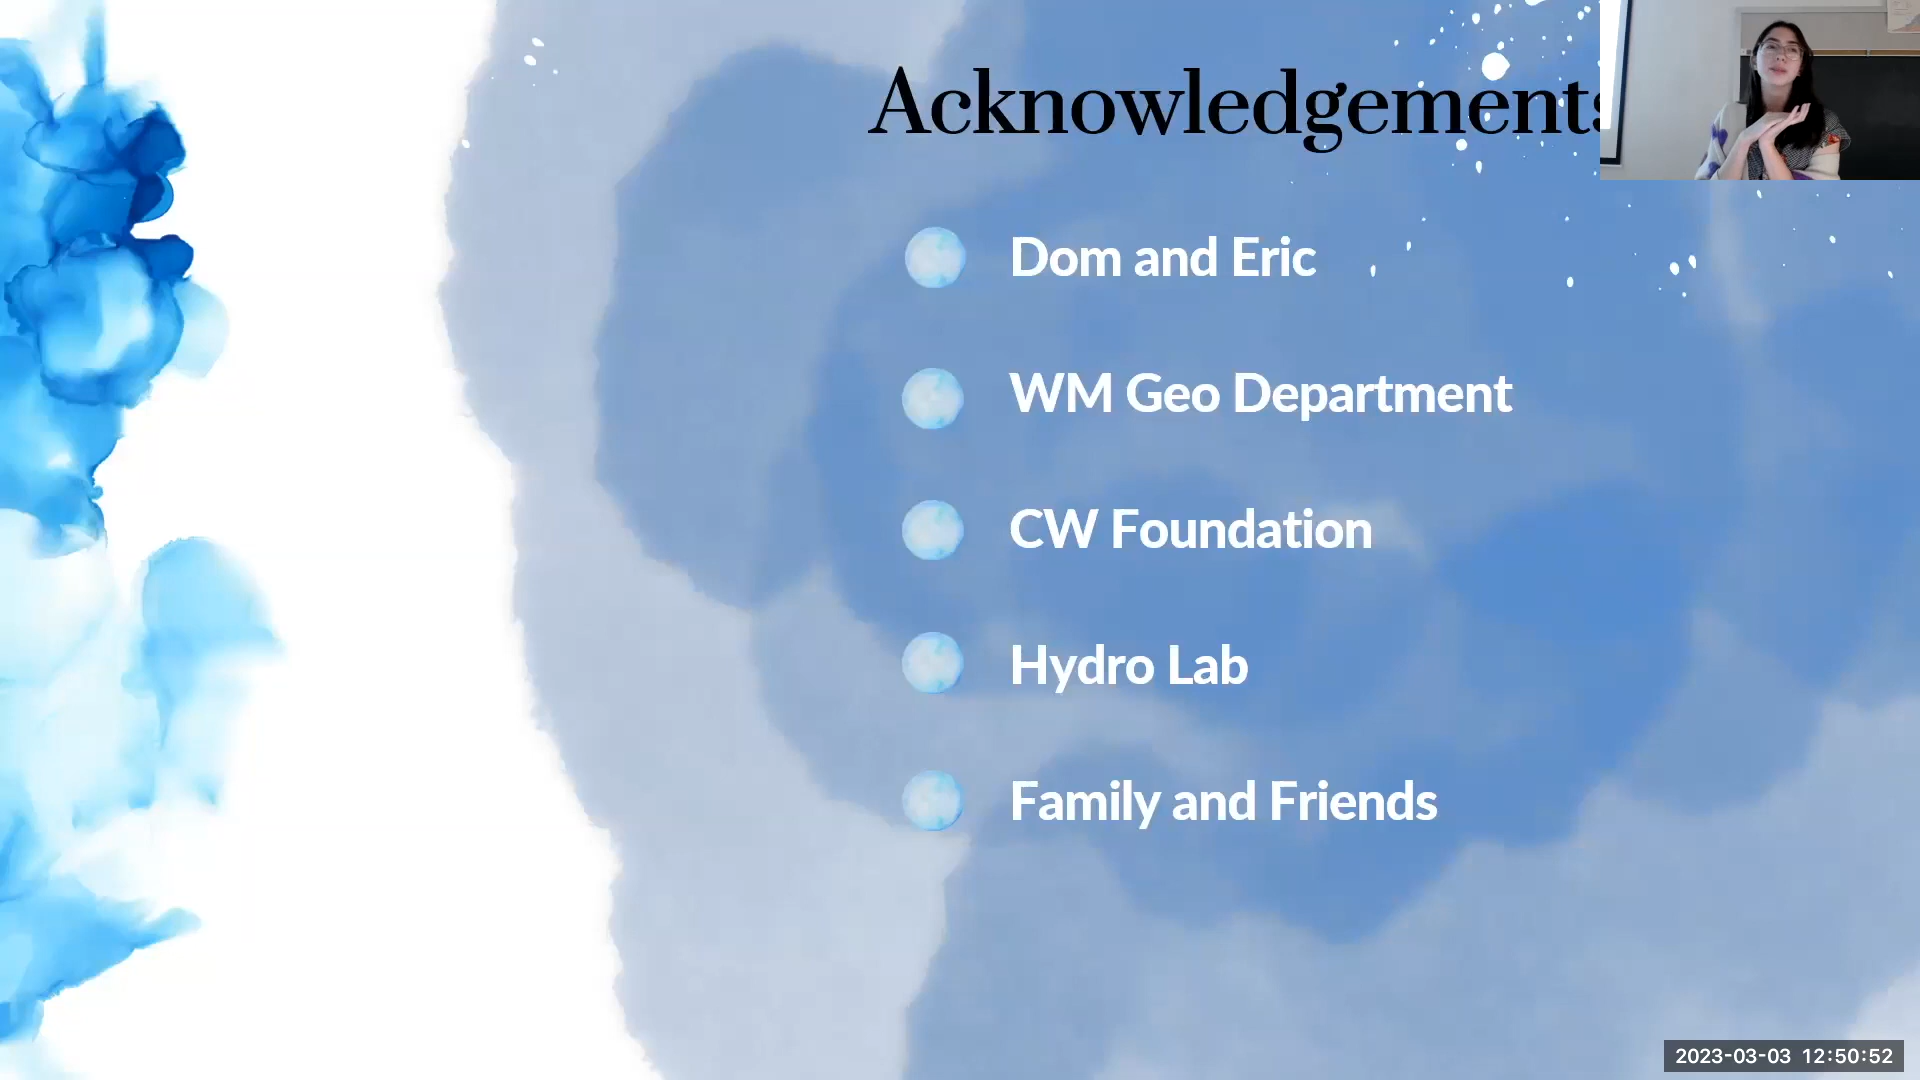 Acknowledgements
Dom and Eric
WM Geo Department
CW Foundation
Hydro Lab
Family and Friends
2023-03-03 12:50:52